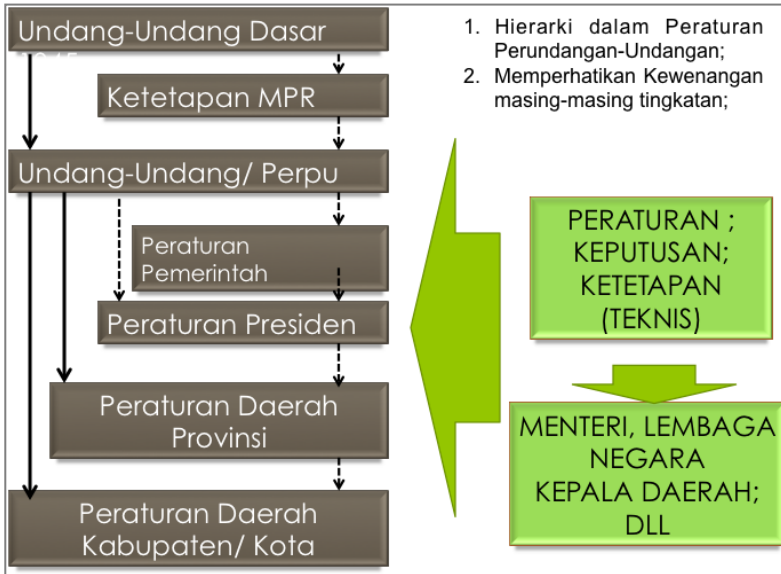 Undang-Undang Dasar
1945
Ketetapan MPR
Undang-Undang/ Perpu
Peraturan
Pemerintah
Peraturan Presiden
Peraturan Daerah
Provinsi
Peraturan Daerah
Kabupaten/ Kota
1. Hierarki dalam Peraturan
Perundangan-Undangan;
2. Memperhatikan Kewenangan
masing-masing tingkatan;
PERATURAN ;
KEPUTUSAN;
KETETAPAN
(TEKNIS)
MENTERI, LEMBAGA
NEGARA
KEPALA DAERAH;
DLL